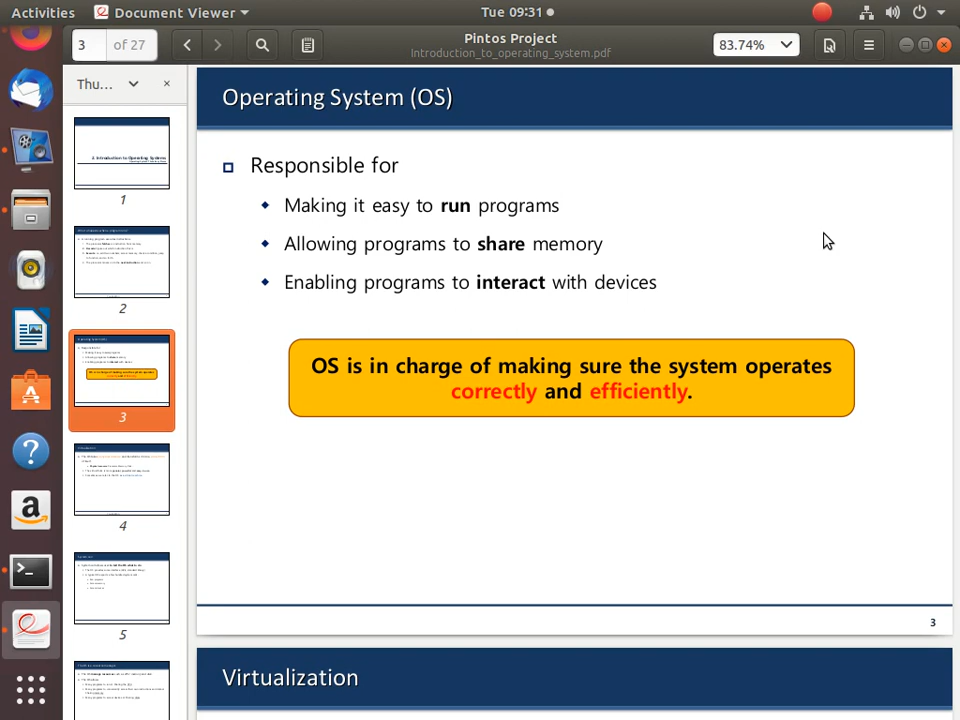 Activities Document Viewer Tue 09:31
3 of 27 Pintos Project 83.74%
Introduction_to_operating_system.pdf
Thu...
Operating System (OS)
Responsible for
Making it easy to run programs
Allowing programs to share memory
Enabling programs to interact with devices
OS is in charge of making sure the system operates
correctly and efficiently.
3
Virtualization
1
2
3
4
5